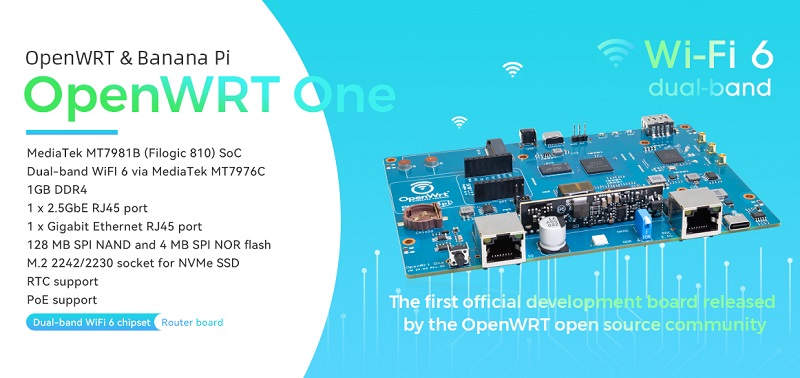 OpenWRT & Banana Pi
OpenWRT One
MediaTek MT7981B (Filogic 810) SoC
Dual-band WiFI 6 via MediaTek MT7976C
1GB DDR4
1 x 2.5GbE RJ45 port
1 x Gigabit Ethernet RJ45 port
128 MB SPI NAND and 4 MB SPI NOR flash
M.2 2242/2230 socket for NVMe SSD
RTC support
PoE support
Dual-band WiFi 6 chipset
Router board
Wi-Fi 6
dual-band
OpenWrt
The first official development board released
by the OpenWRT open source community